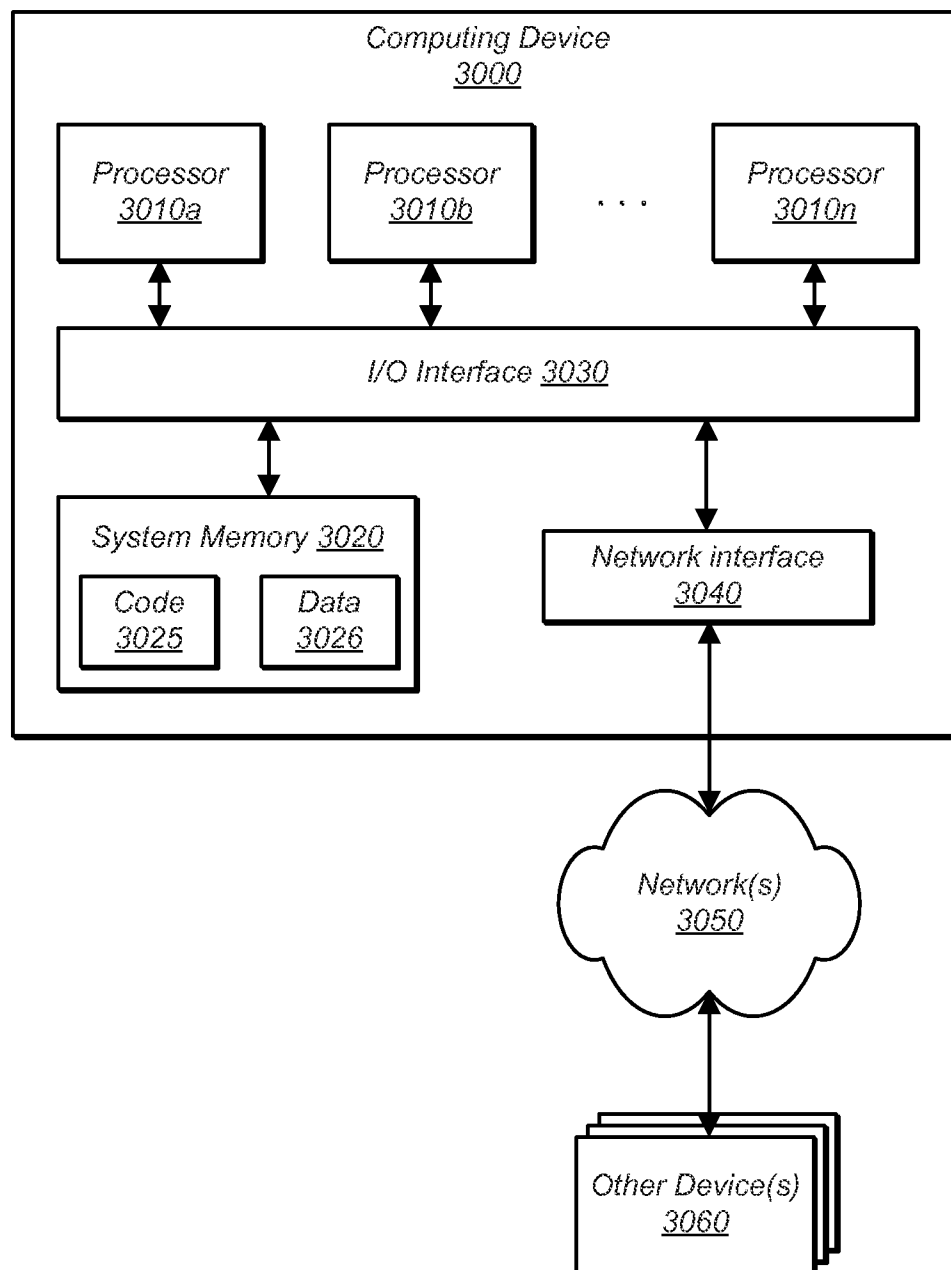 Computing Device
3000
Processor
3010a
Processor
3010b
. . .
Processor
3010n
I/O Interface 3030
System Memory 3020
Code
3025
Data
3026
Network interface
3040
Network(s)
3050
Other Device(s)
3060